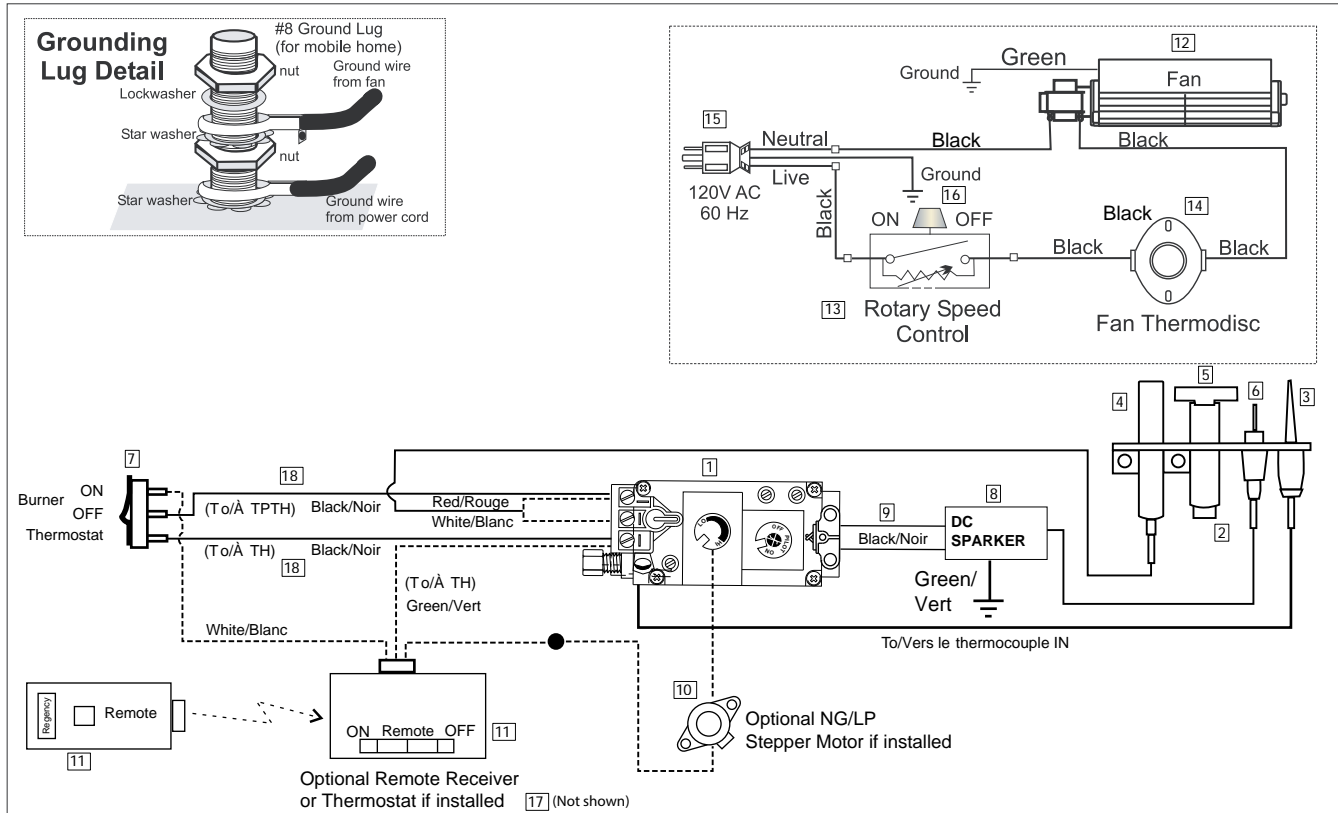 Grounding
Lug Detail
#8 Ground Lug
(for mobile home)
nut
Ground wire
from fan
Lockwasher
Star washer
nut
Star washer
Ground wire
from power cord
12
Green
Ground
Fan
15
Neutral
Black
Black
Live
120V AC
60 Hz
Ground
16
ON
OFF
Black
Black
14
Black
Black
13
Rotary Speed
Control
Fan Thermodisc
4
5
6
3
2
7
Burner
ON
OFF
Thermostat
18
(To/À TPTH)
Black/Noir
Red/Rouge
White/Blanc
(To/À TH)
Black/Noir
18
1
LO
HI
OFF
PILOT
ON
9
Black/Noir
8
DC
SPARKER
Green/
Vert
(To/À TH)
Green/Vert
White/Blanc
To/Vers le thermocouple IN
10
Optional NG/LP
Stepper Motor if installed
Regency
Remote
11
ON Remote OFF
11
Optional Remote Receiver
or Thermostat if installed
17 (Not shown)